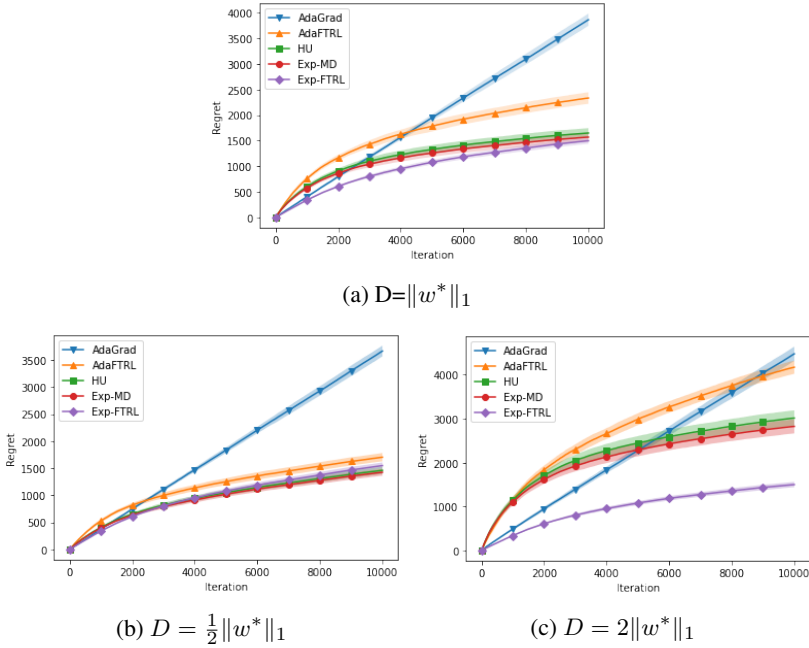 4000
3500
3000
2500
2000
1500
1000
500
0
Regret
AdaGrad
AdaFTRL
HU
Exp-MD
Exp-FTRL
0 2000 4000 6000 8000 10000
Iteration
(a) D=‖w*‖₁
3500
3000
2500
2000
1500
1000
500
0
Regret
AdaGrad
AdaFTRL
HU
Exp-MD
Exp-FTRL
0 2000 4000 6000 8000 10000
Iteration
(b) D = ½‖w*‖₁
4000
3000
2000
1000
0
Regret
AdaGrad
AdaFTRL
HU
Exp-MD
Exp-FTRL
0 2000 4000 6000 8000 10000
Iteration
(c) D = 2‖w*‖₁